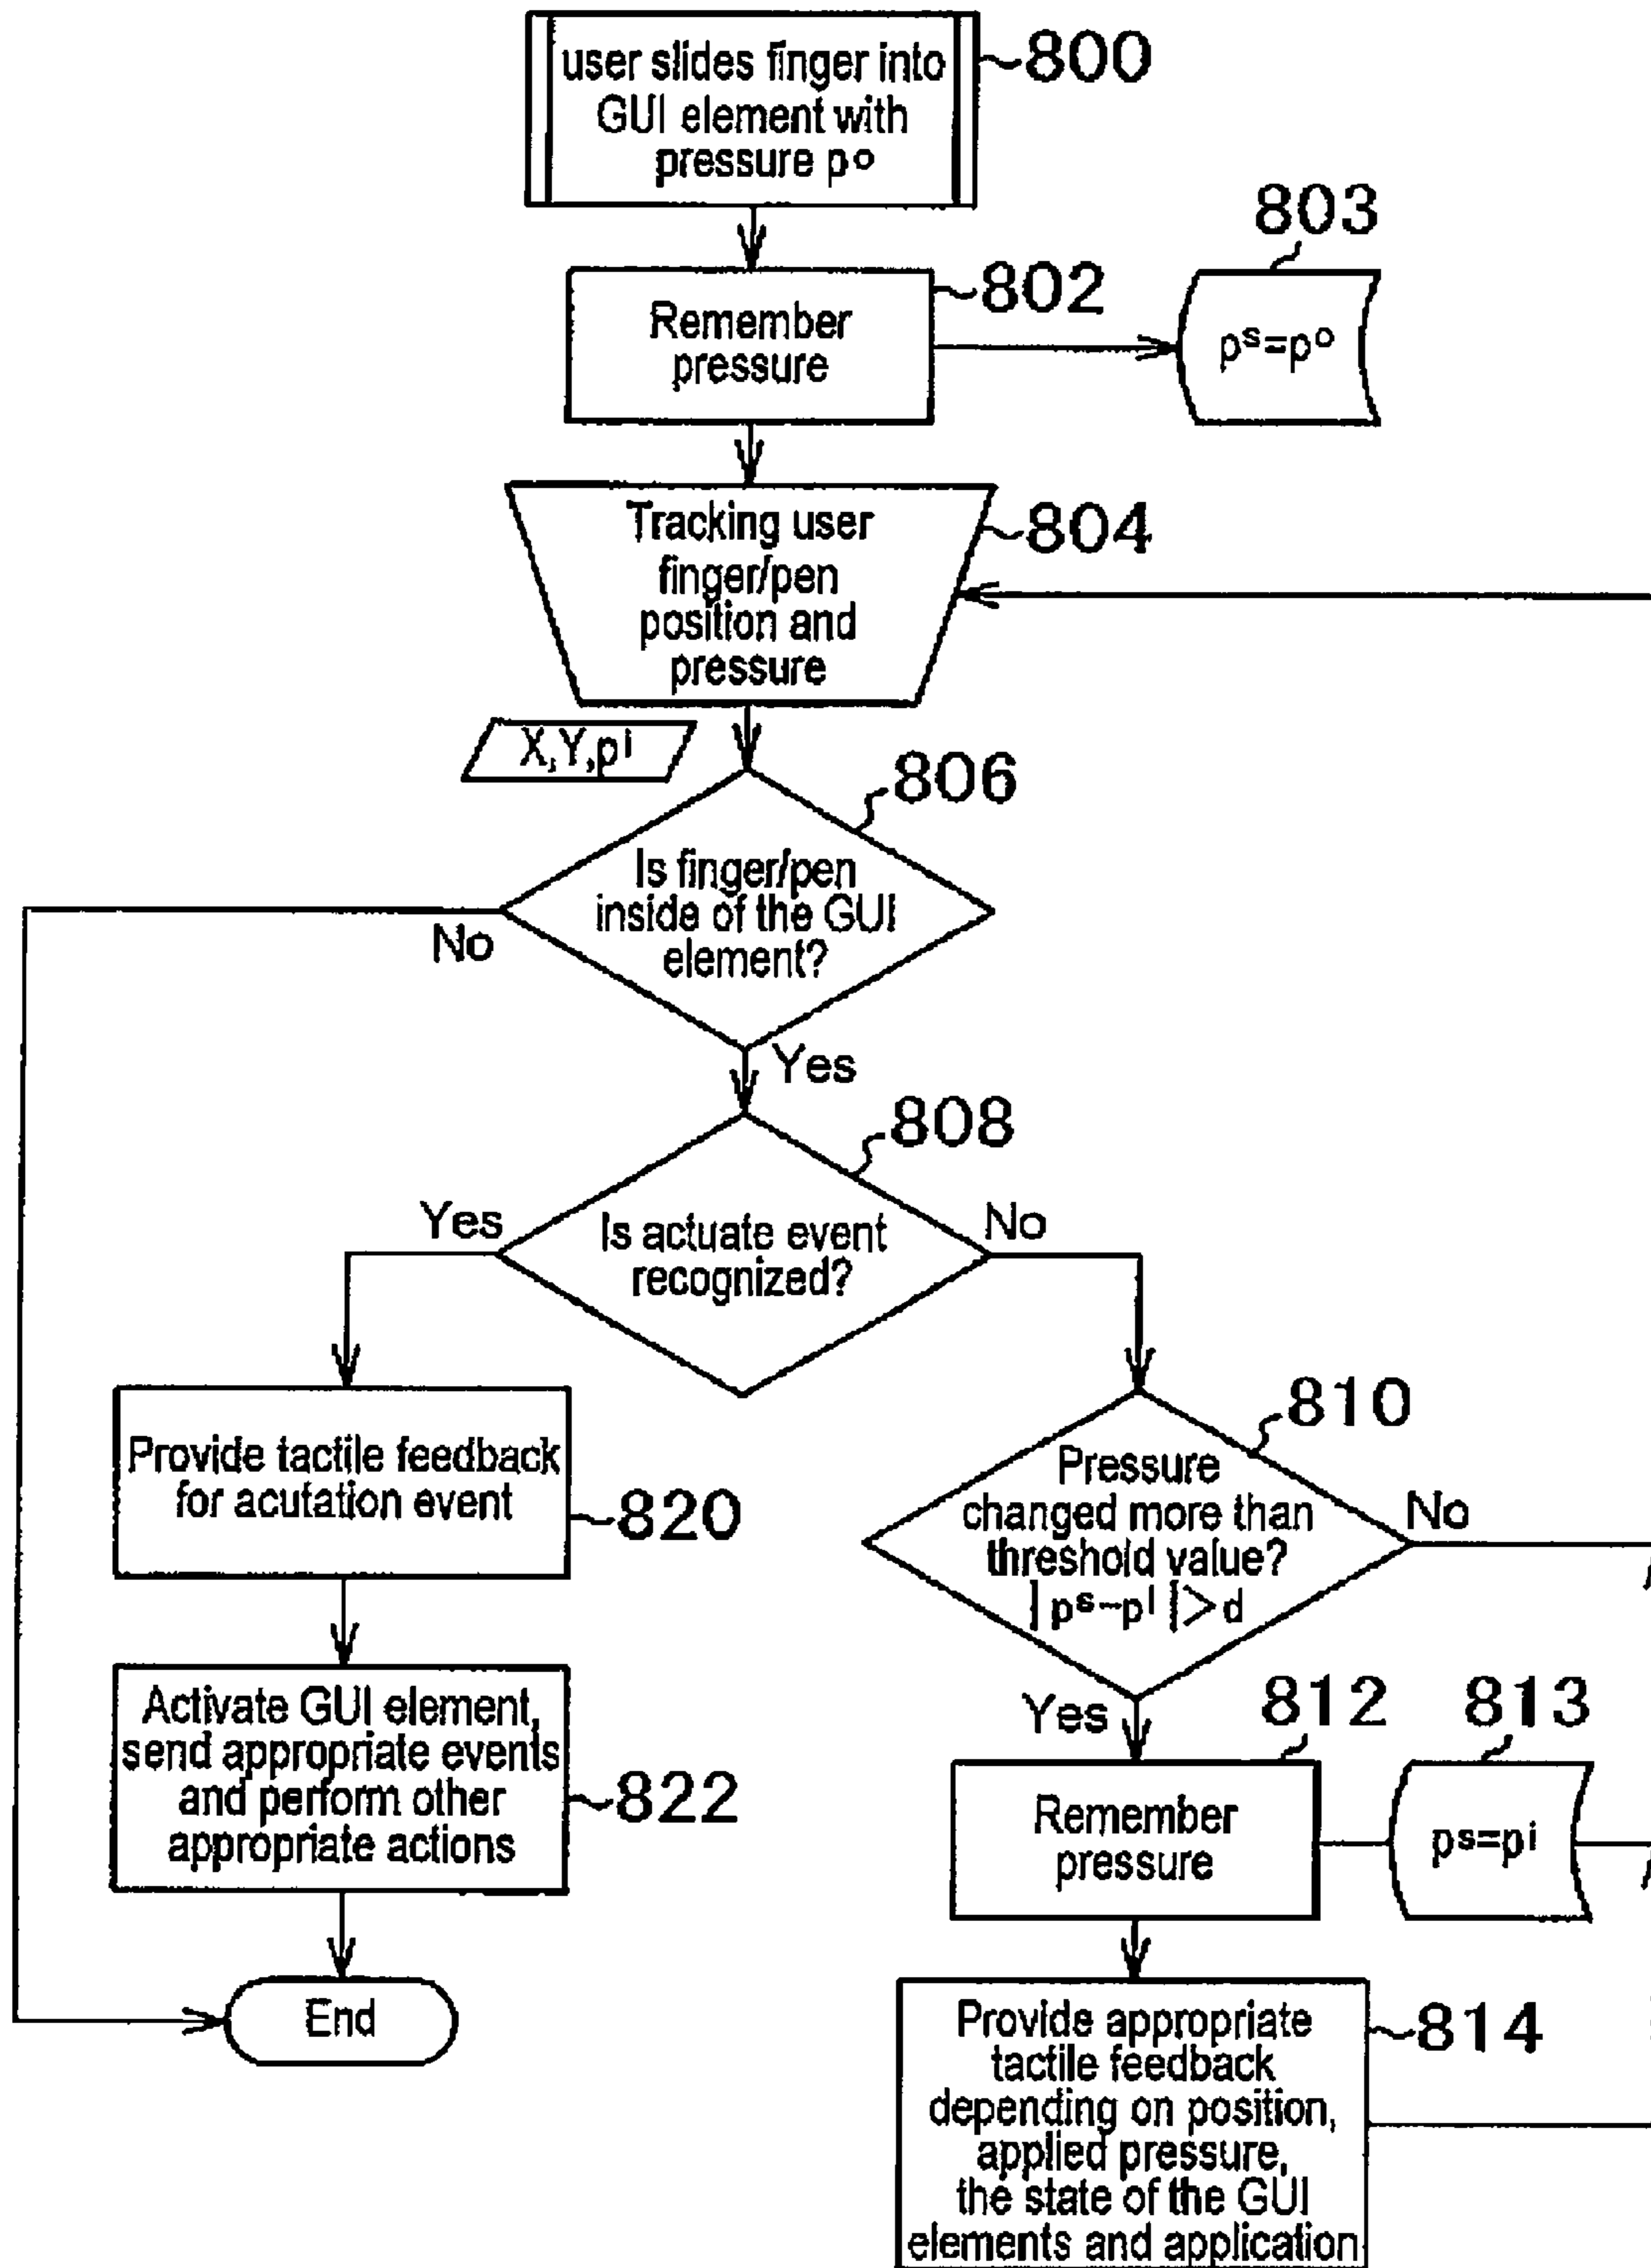 user slides finger into
GUI element with
pressure pᵒ
800
803
802
Remember
pressure
pˢ=pᵒ
804
Tracking user
finger/pen
position and
pressure
X,Y,pⁱ
806
Is finger/pen
inside of the GUI
element?
No
Yes
808
Yes
No
Is actuate event
recognized?
810
Provide tactile feedback
for acutation event
820
Pressure
changed more than
threshold value?
|pˢ-pⁱ|>d
No
Yes
812
813
Activate GUI element,
send appropriate events
and perform other
appropriate actions
822
Remember
pressure
pˢ=pⁱ
End
Provide appropriate
tactile feedback
depending on position,
applied pressure,
the state of the GUI
elements and application
814